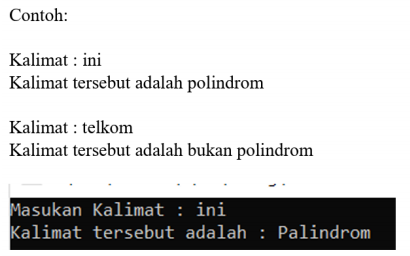 Contoh:
Kalimat : ini
Kalimat tersebut adalah polindrom
Kalimat : telkom
Kalimat tersebut adalah bukan polindrom
Masukan Kalimat : ini
Kalimat tersebut adalah : Palindrom